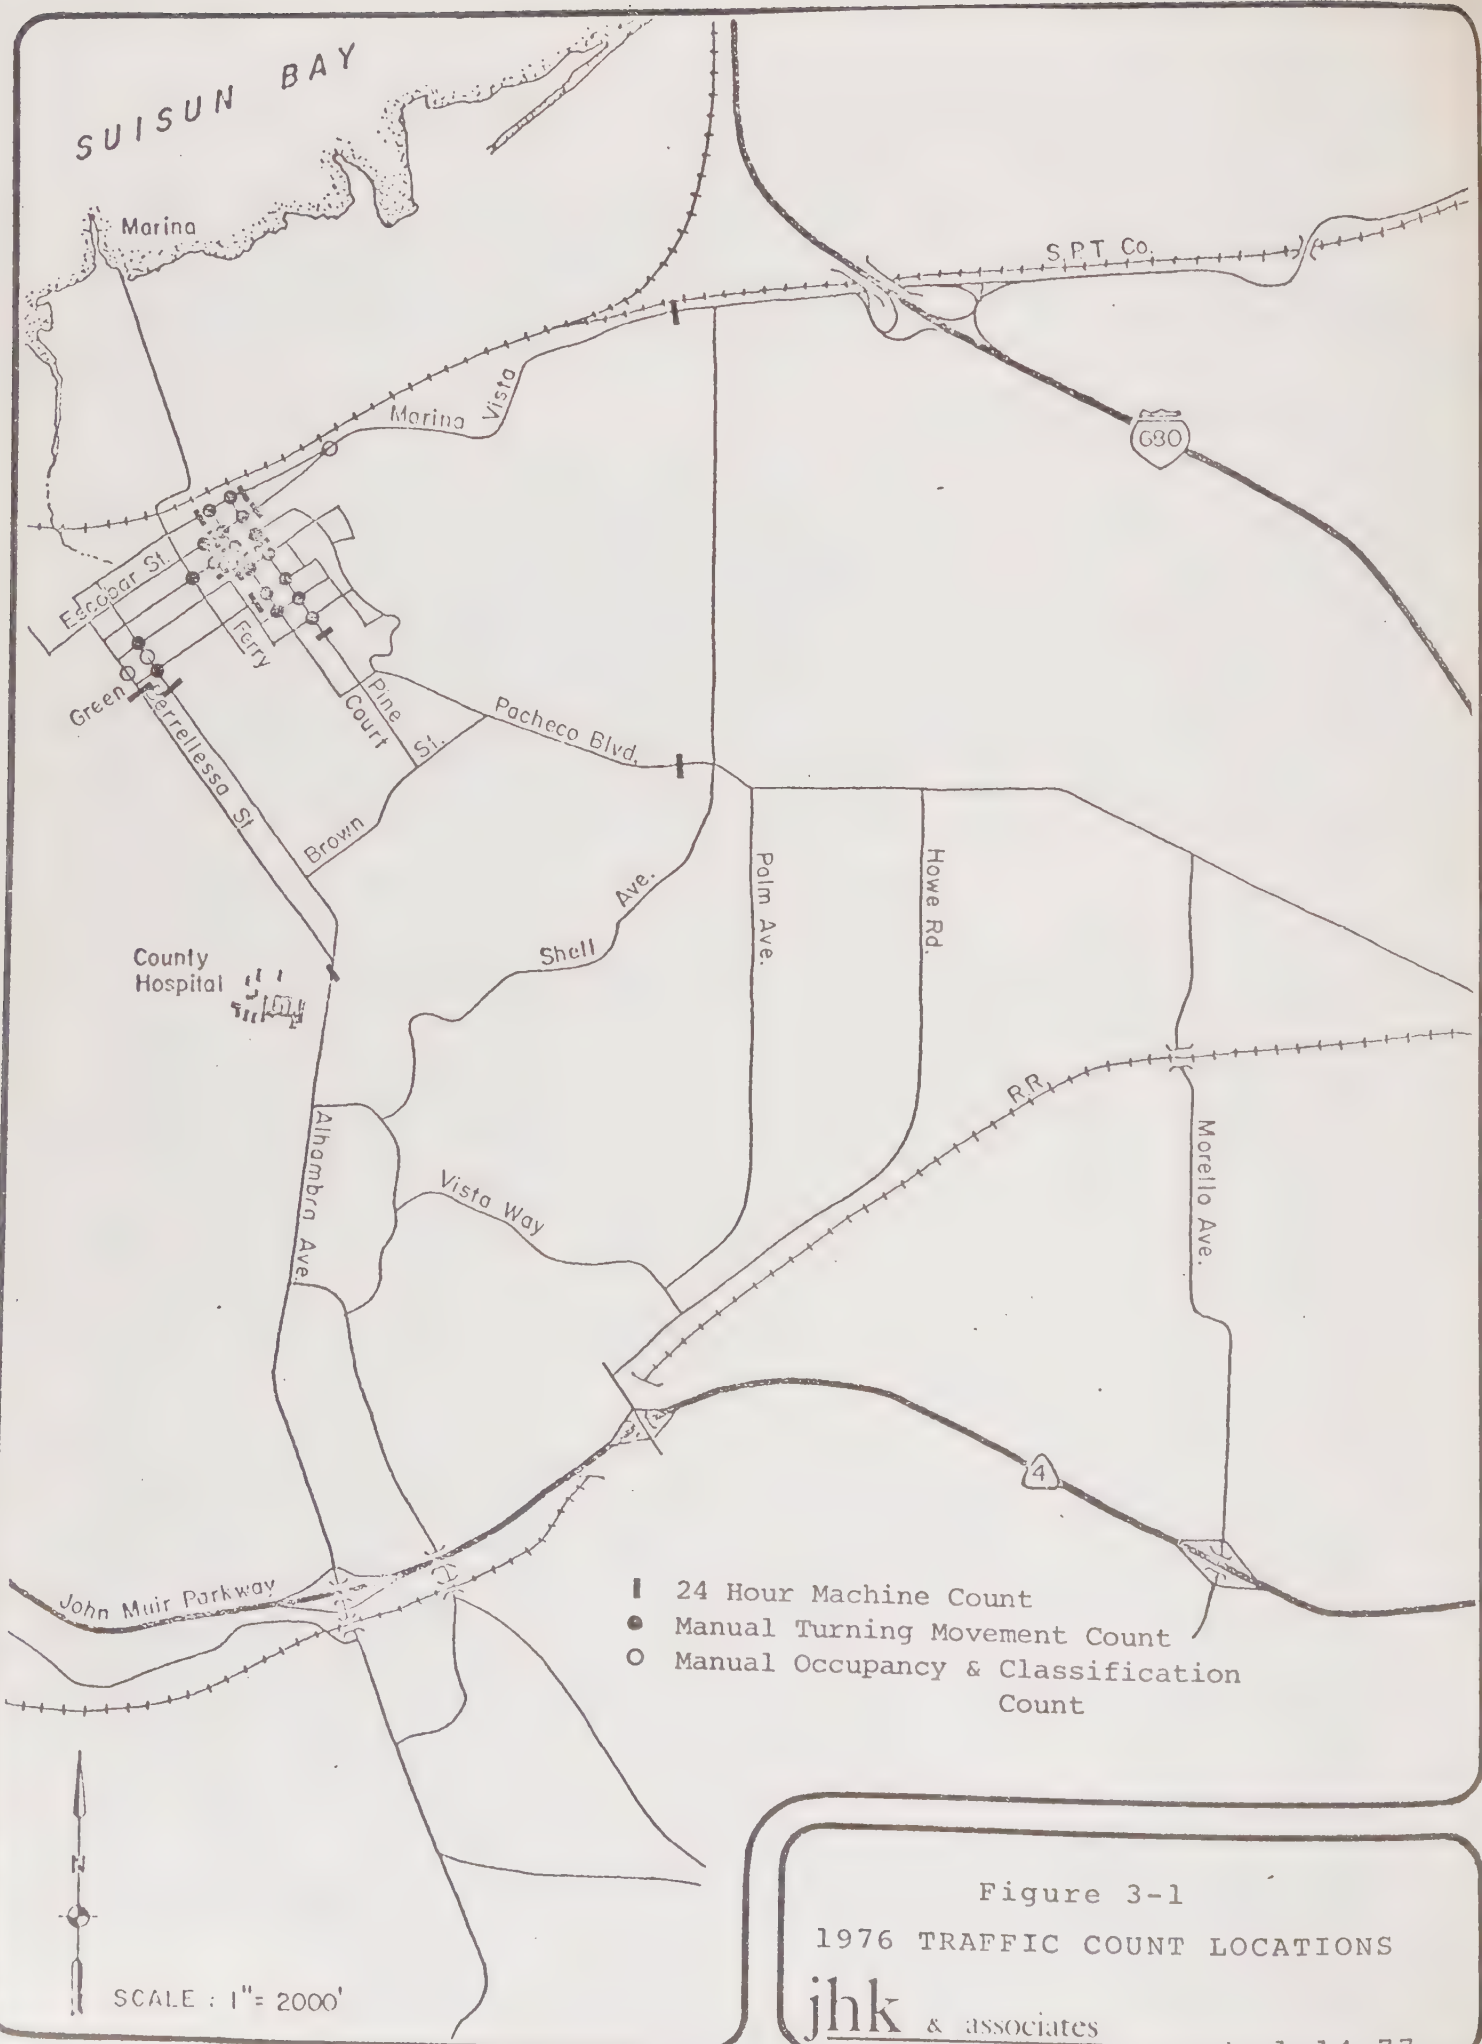 SUISUN BAY
Marina
S.P.T. Co.
Marina Vista
680
Escobar St.
Ferry
Green
Berrellessa St
Pine
Court
St.
Pacheco Blvd.
Brown
Palm Ave.
Howe Rd.
Shell Ave.
County
Hospital
R.R.
Alhambra Ave.
Vista Way
Morello Ave.
4
John Muir Parkway
24 Hour Machine Count
Manual Turning Movement Count
Manual Occupancy & Classification
Count
N
SCALE : 1"= 2000'
Figure 3-1
1976 TRAFFIC COUNT LOCATIONS
jhk & associates